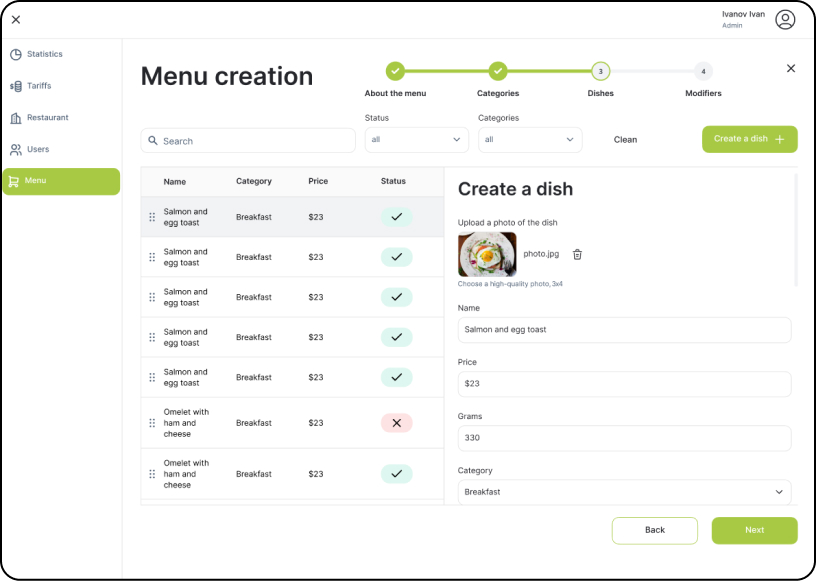 Ivanov Ivan
Admin
Statistics
Tariffs
Restaurant
Users
Menu
Menu creation
3
4
About the menu
Categories
Dishes
Modifiers
Status
Categories
Search
all
all
Clean
Create a dish
Name Category Price Status
Salmon and
egg toast
Breakfast $23
Salmon and
egg toast
Breakfast $23
Salmon and
egg toast
Breakfast $23
Salmon and
egg toast
Breakfast $23
Salmon and
egg toast
Breakfast $23
Omelet with
ham and
cheese
Breakfast $23
Omelet with
ham and
cheese
Breakfast $23
Create a dish
Upload a photo of the dish
photo.jpg
Choose a high-quality photo, 3x4
Name
Salmon and egg toast
Price
$23
Grams
330
Category
Breakfast
Back
Next